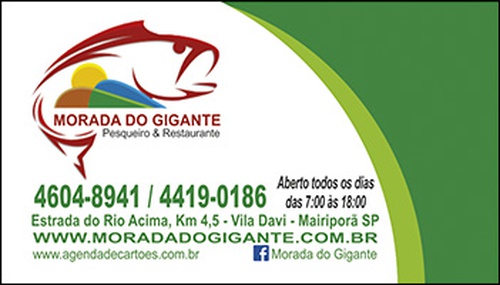 MORADA DO GIGANTE
Pesqueiro & Restaurante
4604-8941 / 4419-0186
Aberto todos os dias
das 7:00 às 18:00
Estrada do Rio Acima, Km 4,5 - Vila Davi - Mairiporã SP
WWW.MORADADOGIGANTE.COM.BR
www.agendadecartoes.com.br
Morada do Gigante